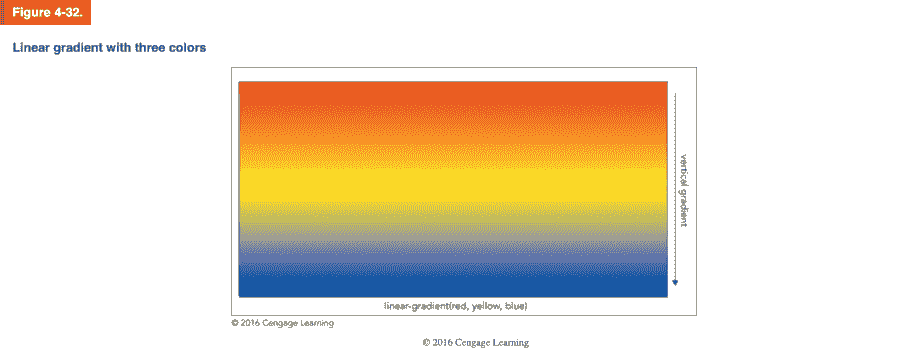 Figure 4-32.
Linear gradient with three colors
vertical gradient
linear-gradient(red, yellow, blue)
© 2016 Cengage Learning
© 2016 Cengage Learning